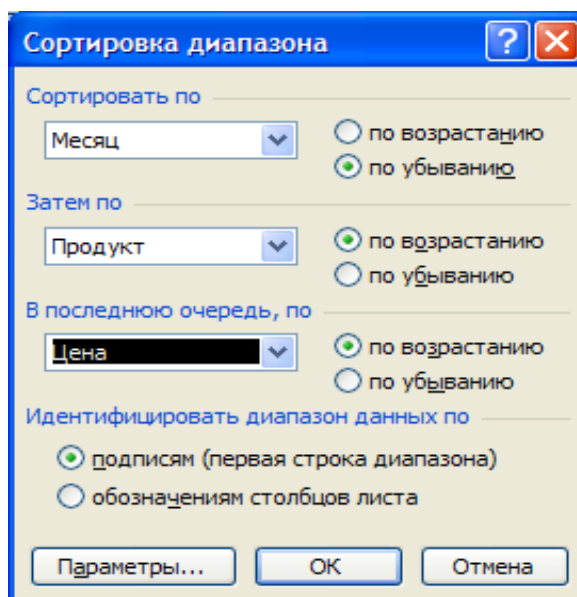 Сортировка диапазона
Сортировать по
Месяц
по возрастанию
по убыванию
Затем по
Продукт
по возрастанию
по убыванию
В последнюю очередь, по
Цена
по возрастанию
по убыванию
Идентифицировать диапазон данных по
подписям (первая строка диапазона)
обозначениям столбцов листа
Параметры... ОК Отмена